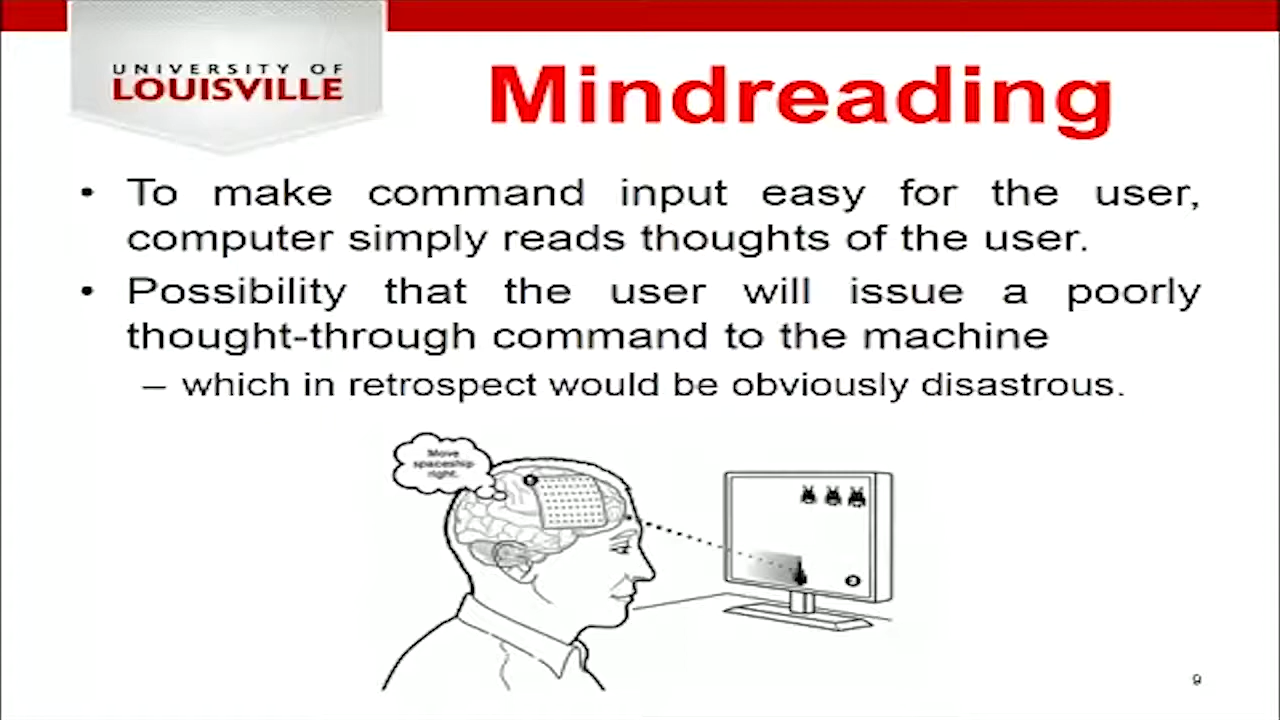 UNIVERSITY OF
LOUISVILLE
Mindreading
• To make command input easy for the user,
computer simply reads thoughts of the user.
• Possibility that the user will issue a poorly
thought-through command to the machine
– which in retrospect would be obviously disastrous.
Move
spaceship
right.
9